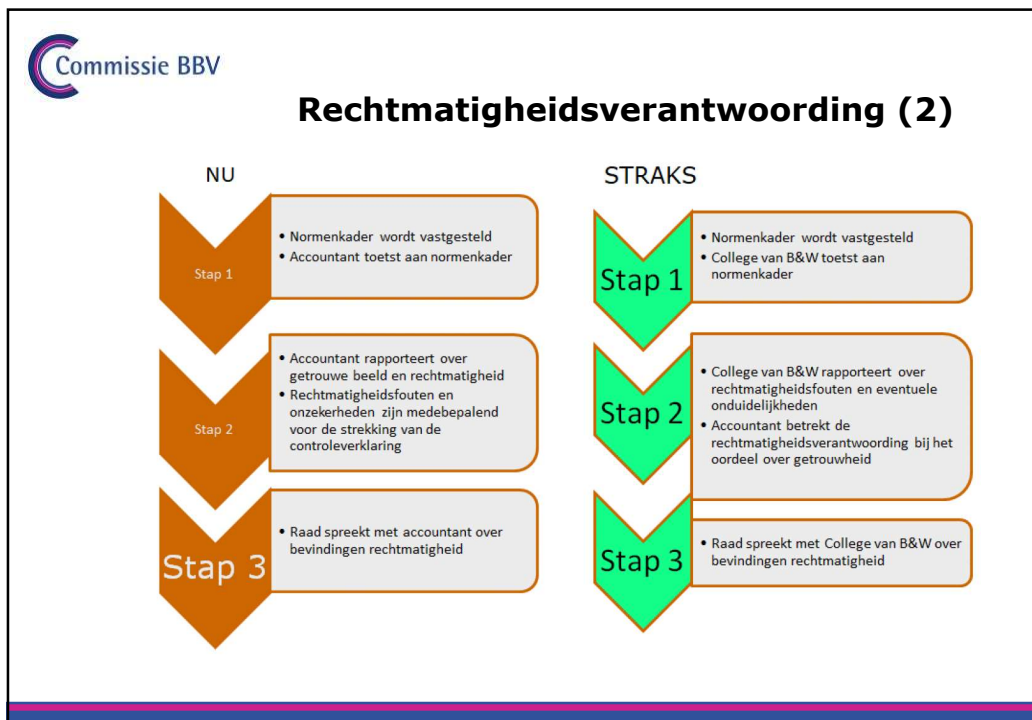 Commissie BBV
Rechtmatigheidsverantwoording (2)
NU
Stap 1
• Normenkader wordt vastgesteld
• Accountant toetst aan normenkader
Stap 2
• Accountant rapporteert over
getrouwe beeld en rechtmatigheid
• Rechtmatigheidsfouten en
onzekerheden zijn medebepalend
voor de strekking van de
controleverklaring
Stap 3
• Raad spreekt met accountant over
bevindingen rechtmatigheid
STRAKS
Stap 1
• Normenkader wordt vastgesteld
• College van B&W toetst aan
normenkader
Stap 2
• College van B&W rapporteert over
rechtmatigheidsfouten en eventuele
onduidelijkheden
• Accountant betrekt de
rechtmatigheidsverantwoording bij het
oordeel over getrouwheid
Stap 3
• Raad spreekt met College van B&W over
bevindingen rechtmatigheid